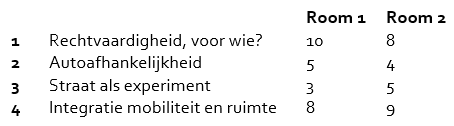 Room 1 Room 2
1 Rechtvaardigheid, voor wie? 10 8
2 Autoafhankelijkheid 5 4
3 Straat als experiment 3 5
4 Integratie mobiliteit en ruimte 8 9